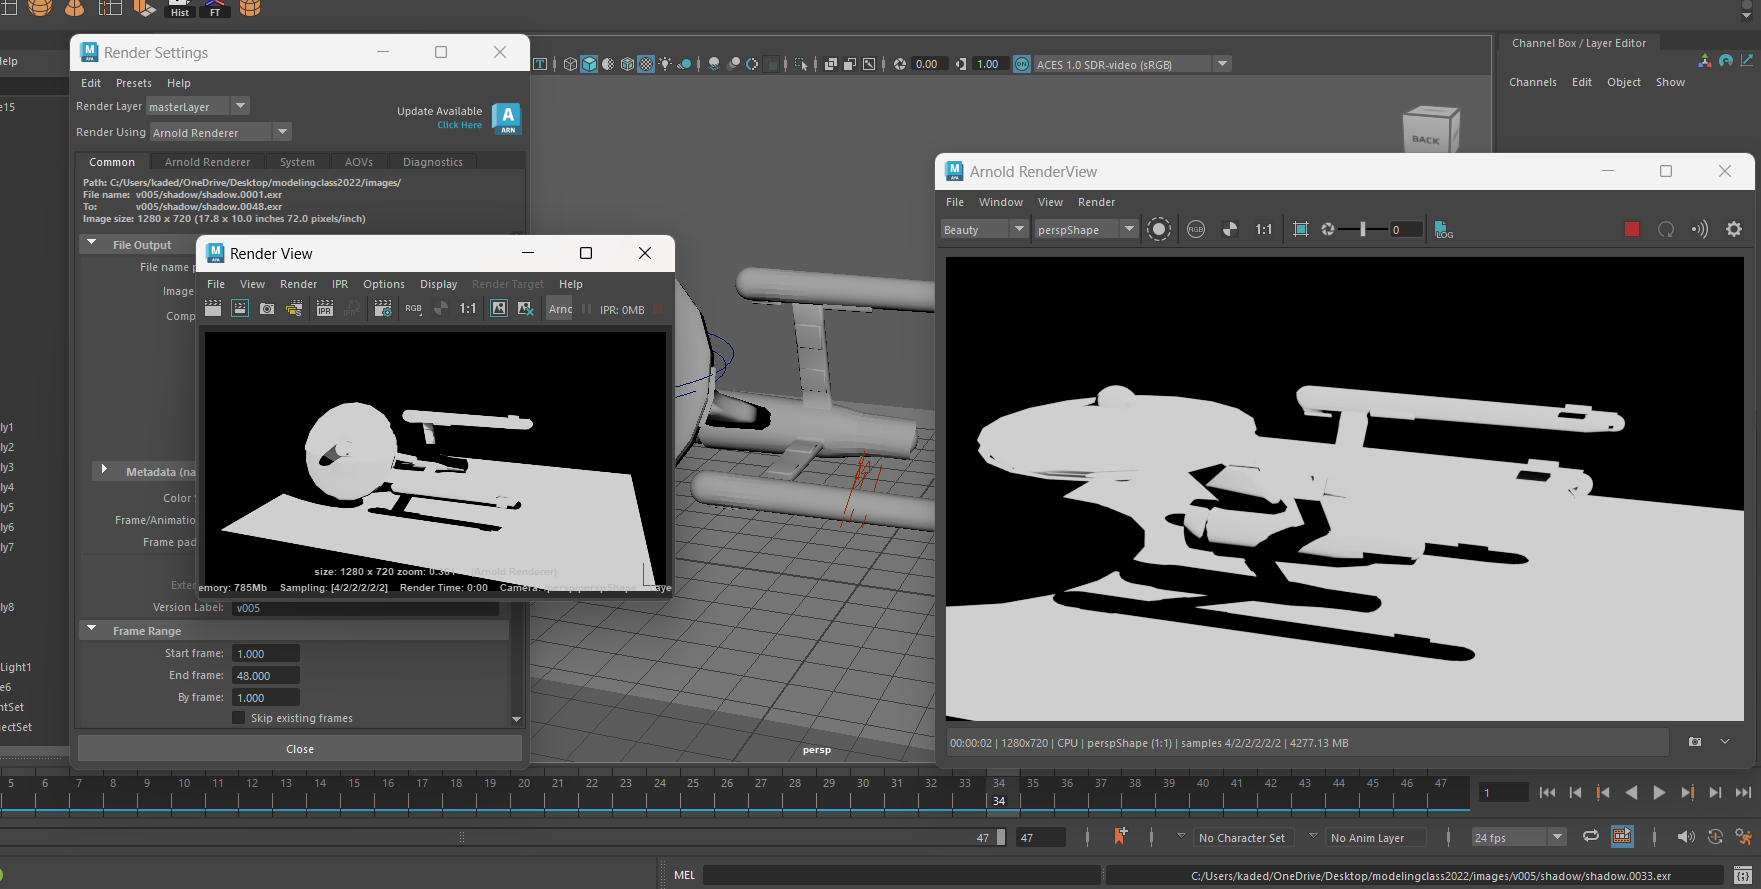 Hist
FT
elp
e15
ly1
ly2
ly3
ly4
ly5
ly6
ly7
ly8
Light1
e6
ntSet
jectSet
Render Settings
Edit Presets Help
Render Layer masterLayer
Render Using Arnold Renderer
Update Available
Click Here
A
ARN
Common Arnold Renderer System AOVs Diagnostics
Path: C:/Users/kaded/OneDrive/Desktop/modelingclass2022/images/
File name: v005/shadow/shadow.0001.exr
To: v005/shadow/shadow.0048.exr
Image size: 1280 x 720 (17.8 x 10.0 inches 72.0 pixels/inch)
File Output
File name p
Image
Comp
Metadata (na
Color S
Frame/Animatio
Frame pad
Exter
Version Label: v005
Frame Range
Start frame: 1.000
End frame: 48.000
By frame: 1.000
Skip existing frames
Close
Render View
File View Render IPR Options Display Render Target Help
IPR RGB 1:1 Arnc IPR: 0MB
size: 1280 x 720 zoom: 0.361 (Arnold Renderer)
emory: 785Mb Sampling: [4/2/2/2/2/2] Render Time: 0:00 Camera: /persp/perspShape Laye
T 0.00 1.00 ON ACES 1.0 SDR-video (sRGB)
BACK
persp
Channel Box / Layer Editor
Channels Edit Object Show
Arnold RenderView
File Window View Render
Beauty perspShape RGB 1:1 0 LOG
00:00:02 | 1280x720 | CPU | perspShape (1:1) | samples 4/2/2/2/2/2 | 4277.13 MB
5 6 7 8 9 10 11 12 13 14 15 16 17 18 19 20 21 22 23 24 25 26 27 28 29 30 31 32 33 34 35 36 37 38 39 40 41 42 43 44 45 46 47
34
1
47 47 No Character Set No Anim Layer 24 fps
MEL C:/Users/kaded/OneDrive/Desktop/modelingclass2022/images/v005/shadow/shadow.0033.exr